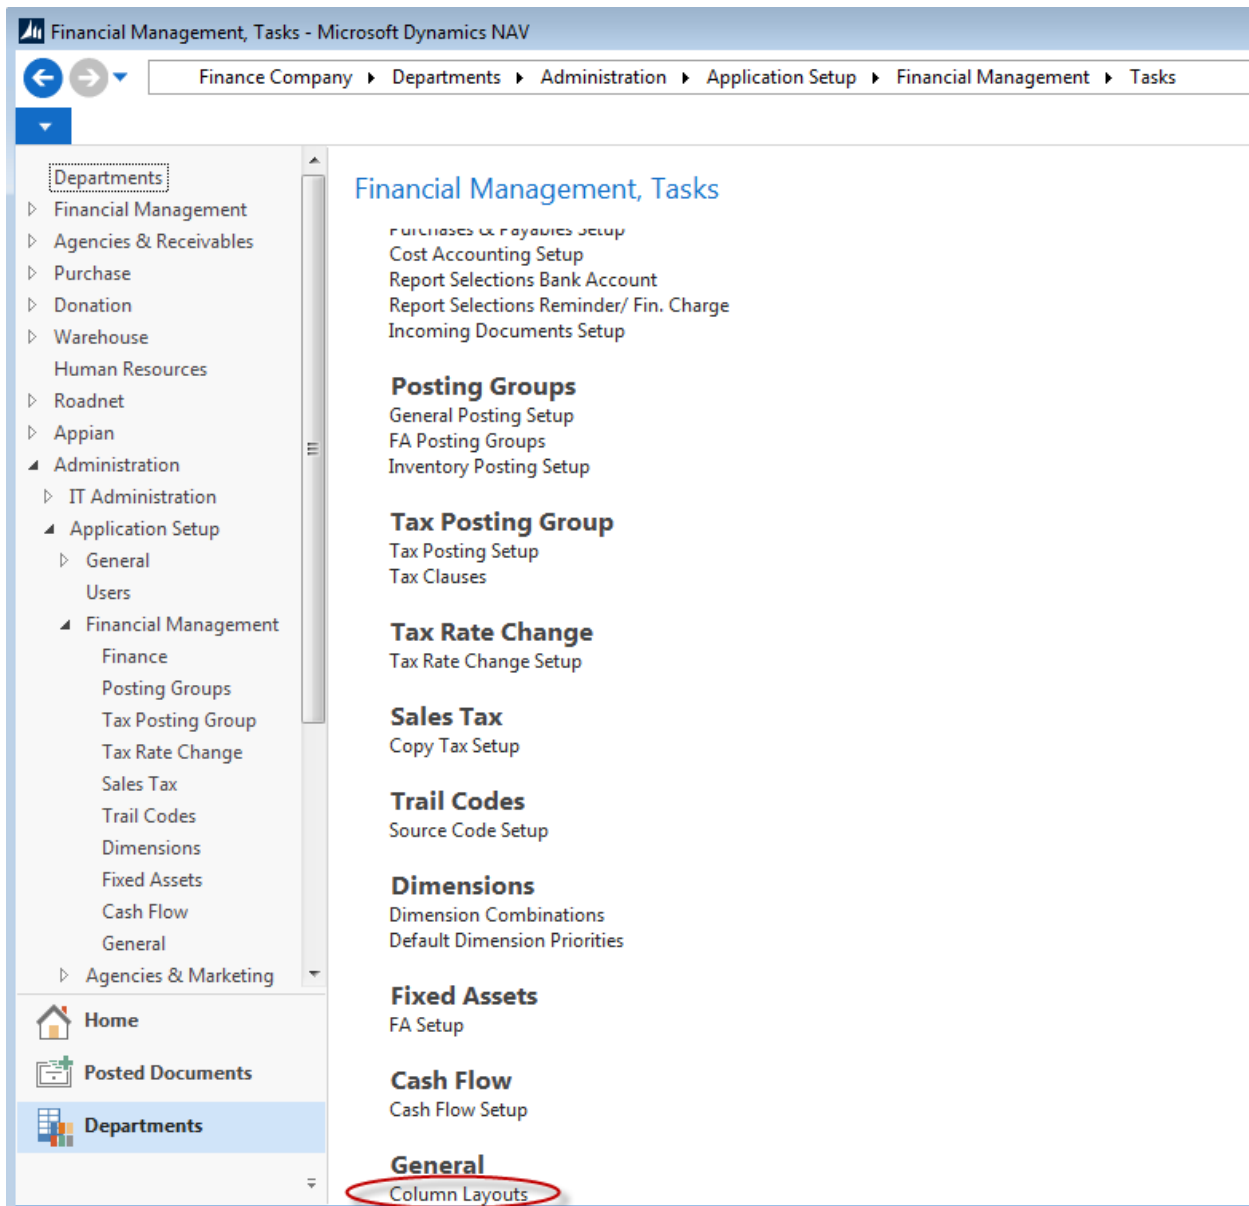 Financial Management, Tasks - Microsoft Dynamics NAV
Finance Company ▸ Departments ▸ Administration ▸ Application Setup ▸ Financial Management ▸ Tasks
Departments
Financial Management
Agencies & Receivables
Purchase
Donation
Warehouse
Human Resources
Roadnet
Appian
Administration
IT Administration
Application Setup
General
Users
Financial Management
Finance
Posting Groups
Tax Posting Group
Tax Rate Change
Sales Tax
Trail Codes
Dimensions
Fixed Assets
Cash Flow
General
Agencies & Marketing
Home
Posted Documents
Departments
Financial Management, Tasks
Purchases & Payables Setup
Cost Accounting Setup
Report Selections Bank Account
Report Selections Reminder/ Fin. Charge
Incoming Documents Setup
Posting Groups
General Posting Setup
FA Posting Groups
Inventory Posting Setup
Tax Posting Group
Tax Posting Setup
Tax Clauses
Tax Rate Change
Tax Rate Change Setup
Sales Tax
Copy Tax Setup
Trail Codes
Source Code Setup
Dimensions
Dimension Combinations
Default Dimension Priorities
Fixed Assets
FA Setup
Cash Flow
Cash Flow Setup
General
Column Layouts